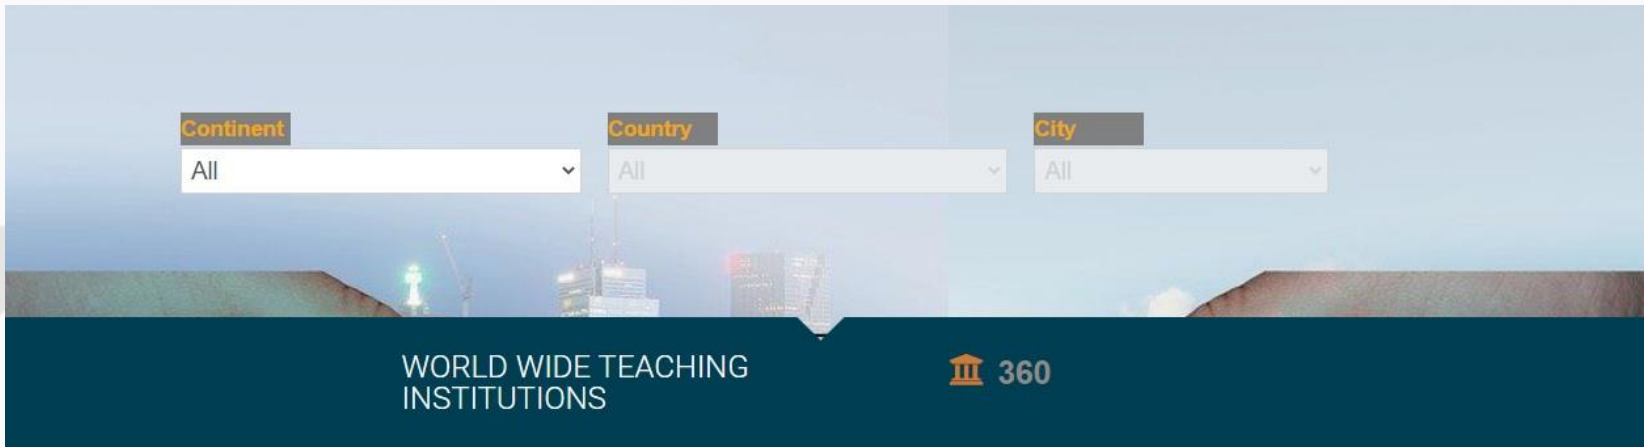 Continent
Country
City
All
All
All
WORLD WIDE TEACHING
INSTITUTIONS
360